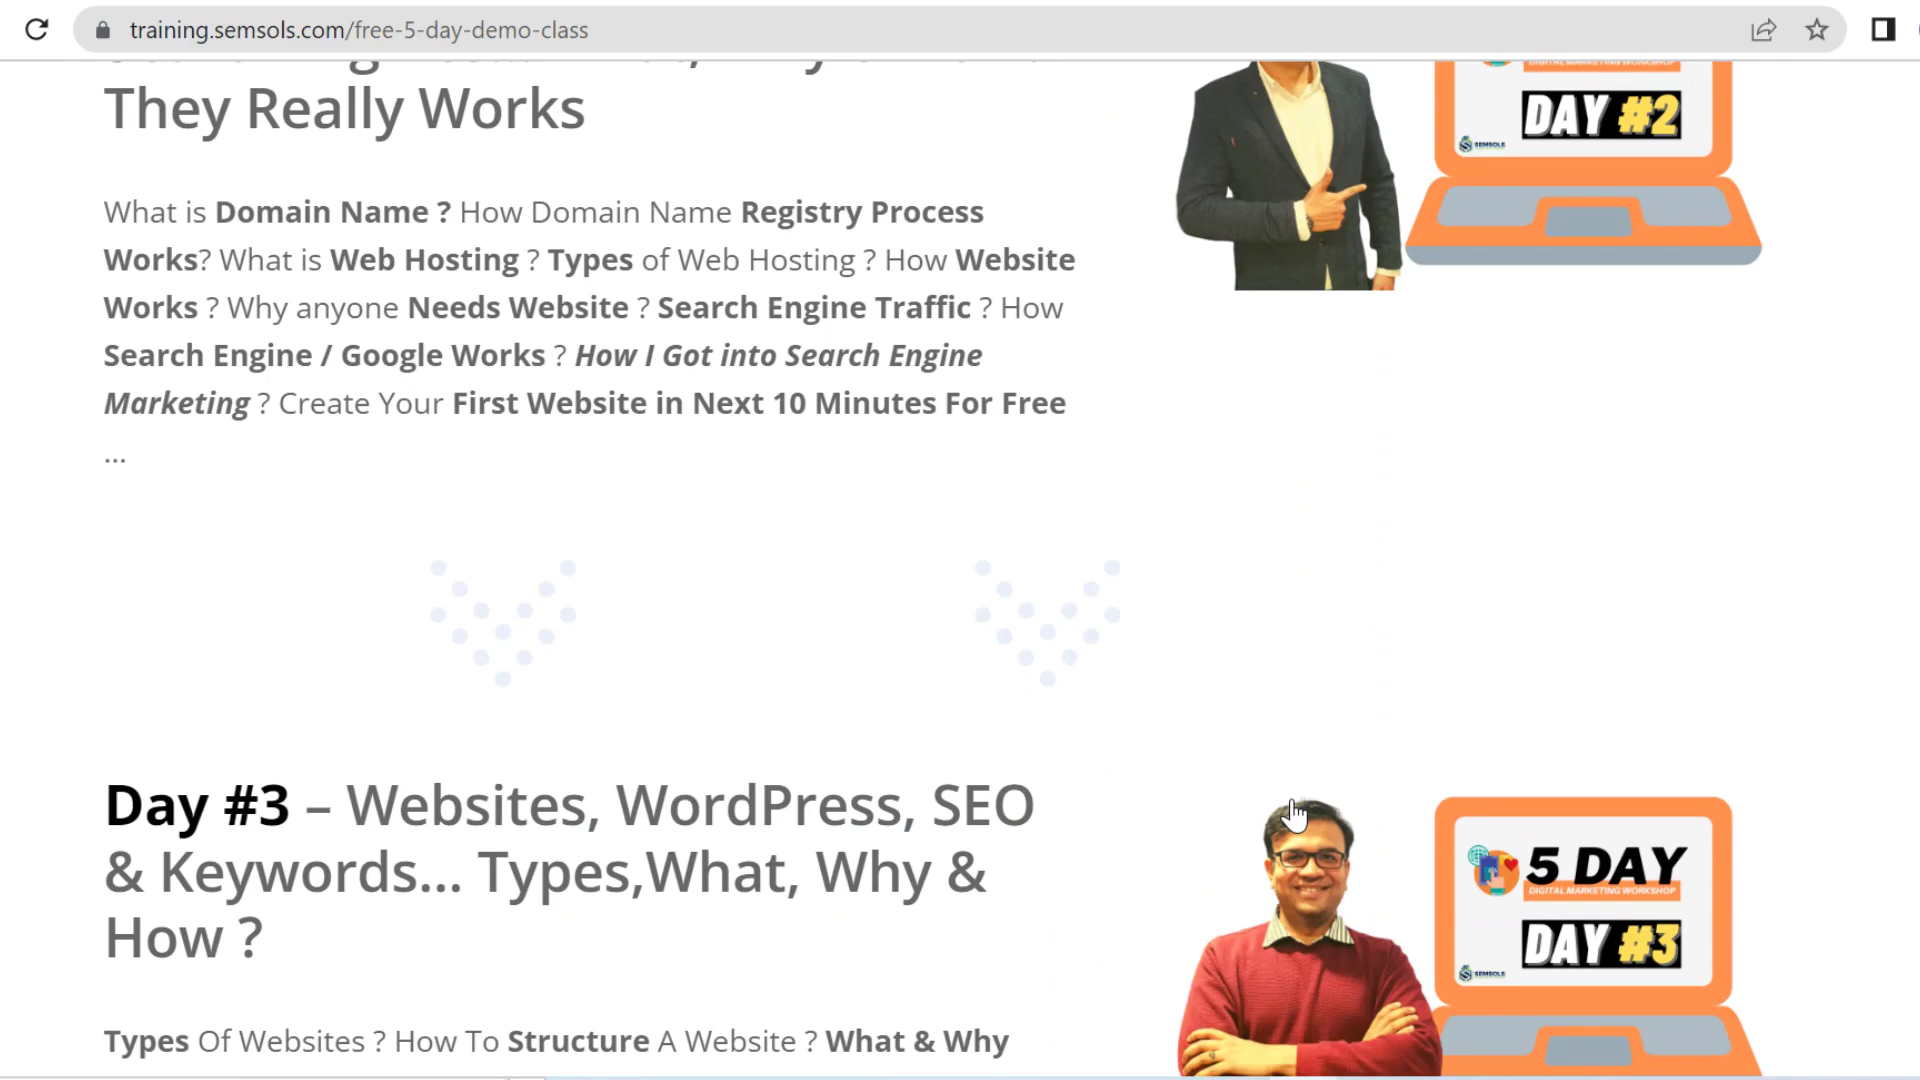 training.semsols.com/free-5-day-demo-class
They Really Works
DIGITAL MARKETING WORKSHOP
DAY #2
SEMSOLS
What is Domain Name ? How Domain Name Registry Process
Works? What is Web Hosting ? Types of Web Hosting ? How Website
Works ? Why anyone Needs Website ? Search Engine Traffic ? How
Search Engine / Google Works ? How I Got into Search Engine
Marketing ? Create Your First Website in Next 10 Minutes For Free
...
Day #3 – Websites, WordPress, SEO
& Keywords... Types,What, Why &
How ?
5 DAY
DIGITAL MARKETING WORKSHOP
DAY #3
SEMSOLS
Types Of Websites ? How To Structure A Website ? What & Why